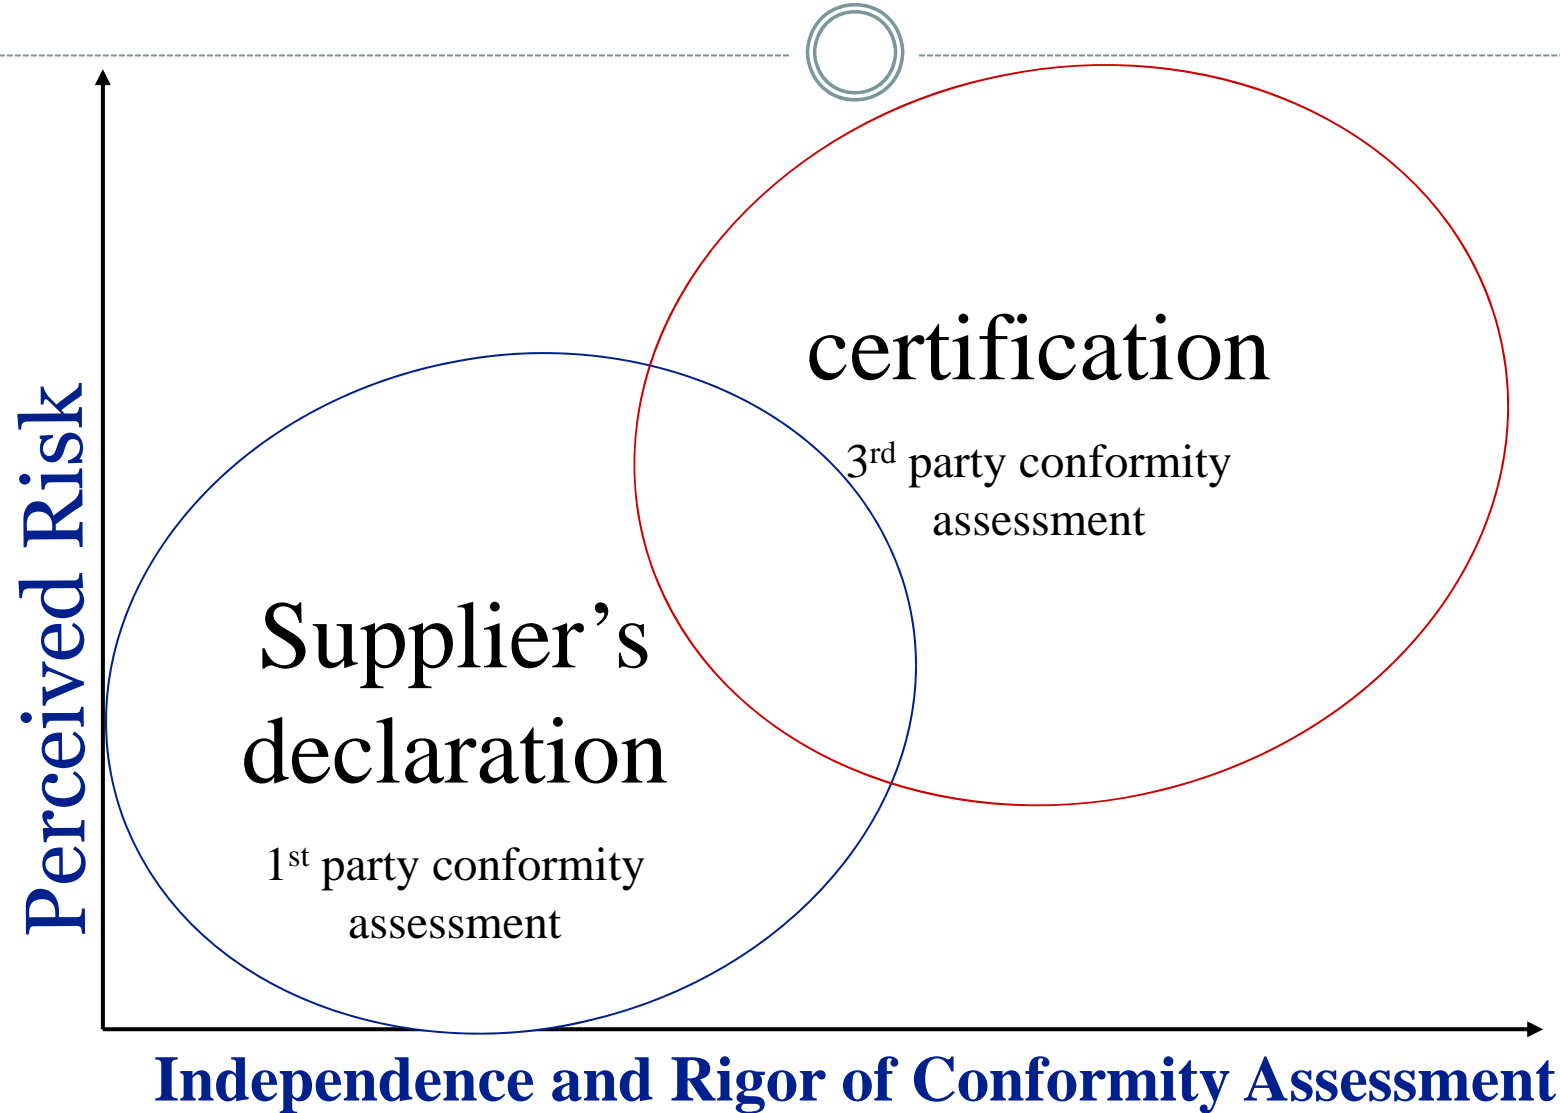 certification
3rd party conformity
assessment
Supplier’s
declaration
1st party conformity
assessment
Perceived Risk
Independence and Rigor of Conformity Assessment